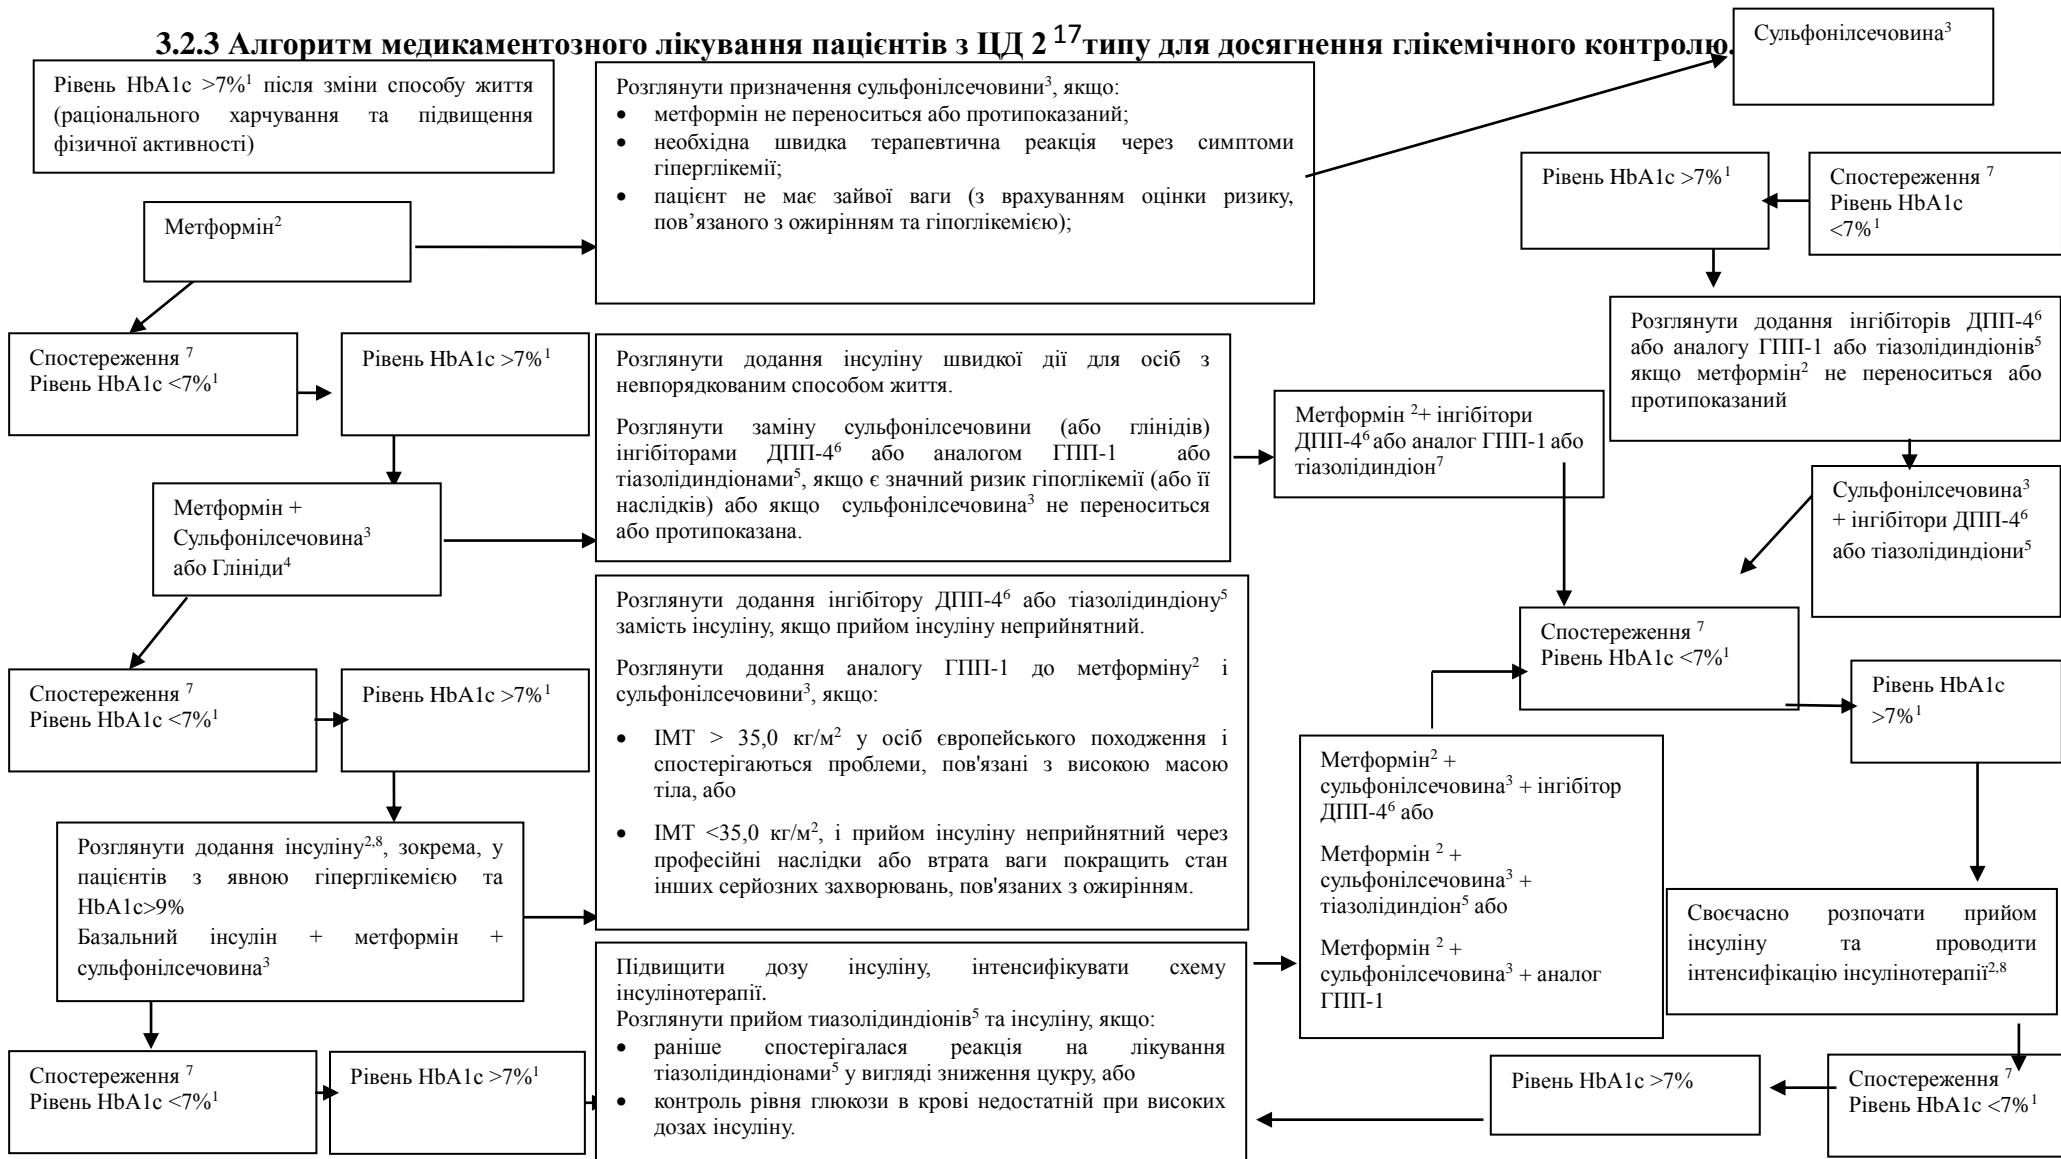 3.2.3 Алгоритм медикаментозного лікування пацієнтів з ЦД 2 17типу для досягнення глікемічного контролю.
Сульфонілсечовина3
Рівень HbA1c >7%1 після зміни способу життя
(раціонального харчування та підвищення
фізичної активності)
Розглянути призначення сульфонілсечовини3, якщо:
• метформін не переноситься або протипоказаний;
• необхідна швидка терапевтична реакція через симптоми
гіперглікемії;
• пацієнт не має зайвої ваги (з врахуванням оцінки ризику,
пов’язаного з ожирінням та гіпоглікемією);
Рівень HbA1c >7%1
Спостереження 7
Рівень HbA1c
<7%1
Метформін2
Спостереження 7
Рівень HbA1c <7%1
Рівень HbA1c >7%1
Розглянути додання інсуліну швидкої дії для осіб з
невпорядкованим способом життя.
Розглянути заміну сульфонілсечовини (або глінідів)
інгібіторами ДПП-46 або аналогом ГПП-1 або
тіазолідиндіонами5, якщо є значний ризик гіпоглікемії (або її
наслідків) або якщо сульфонілсечовина3 не переноситься
або протипоказана.
Метформін 2+ інгібітори
ДПП-46 або аналог ГПП-1 або
тіазолідиндіон7
Розглянути додання інгібіторів ДПП-46
або аналогу ГПП-1 або тіазолідиндіонів5
якщо метформін2 не переноситься або
протипоказаний
Метформін +
Сульфонілсечовина3
або Глініди4
Сульфонілсечовина3
+ інгібітори ДПП-46
або тіазолідиндіони5
Розглянути додання інгібітору ДПП-46 або тіазолідиндіону5
замість інсуліну, якщо прийом інсуліну неприйнятний.
Розглянути додання аналогу ГПП-1 до метформіну2 і
сульфонілсечовини3, якщо:
• ІМТ > 35,0 кг/м2 у осіб європейського походження і
спостерігаються проблеми, пов'язані з високою масою
тіла, або
• ІМТ <35,0 кг/м2, і прийом інсуліну неприйнятний через
професійні наслідки або втрата ваги покращить стан
інших серйозних захворювань, пов'язаних з ожирінням.
Спостереження 7
Рівень HbA1c <7%1
Спостереження 7
Рівень HbA1c <7%1
Рівень HbA1c >7%1
Рівень HbA1c
>7%1
Метформін2 +
сульфонілсечовина3 + інгібітор
ДПП-46 або
Метформін 2 +
сульфонілсечовина3 +
тіазолідиндіон5 або
Метформін 2 +
сульфонілсечовина3 + аналог
ГПП-1
Розглянути додання інсуліну2,8, зокрема, у
пацієнтів з явною гіперглікемією та
HbA1c>9%
Базальний інсулін + метформін +
сульфонілсечовина3
Своєчасно розпочати прийом
інсуліну та проводити
інтенсифікацію інсулінотерапії2,8
Підвищити дозу інсуліну, інтенсифікувати схему
інсулінотерапії.
Розглянути прийом тиазолідиндіонів5 та інсуліну, якщо:
• раніше спостерігалася реакція на лікування
тіазолідиндіонами5 у вигляді зниження цукру, або
• контроль рівня глюкози в крові недостатній при високих
дозах інсуліну.
Спостереження 7
Рівень HbA1c <7%1
Рівень HbA1c >7%1
Рівень HbA1c >7%
Спостереження 7
Рівень HbA1c <7%1